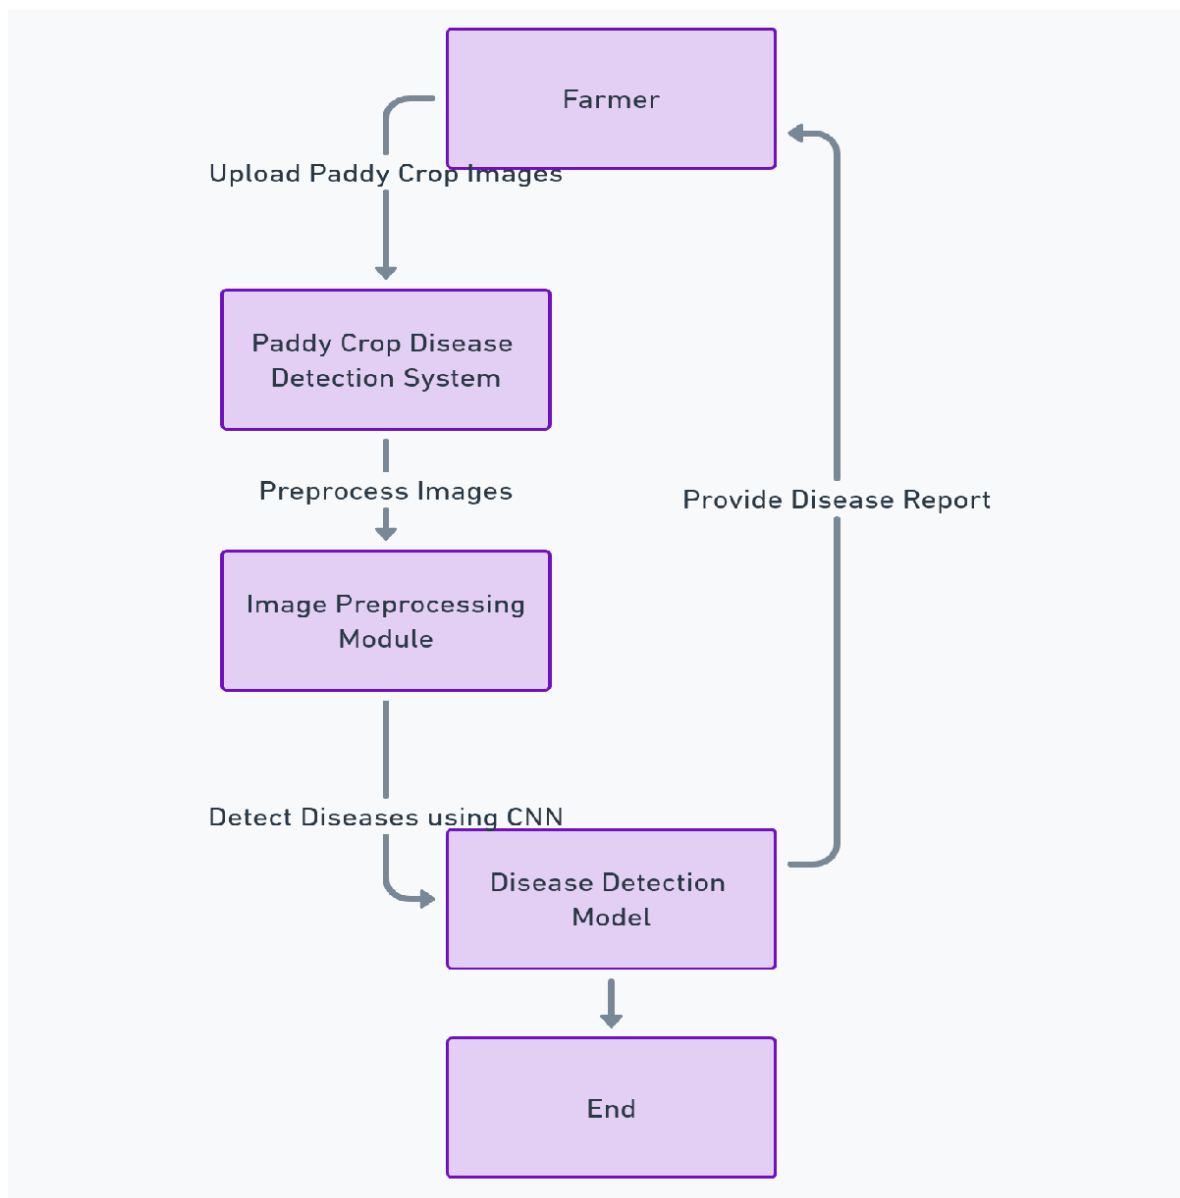 Farmer
Upload Paddy Crop Images
Paddy Crop Disease
Detection System
Preprocess Images
Provide Disease Report
Image Preprocessing
Module
Detect Diseases using CNN
Disease Detection
Model
End